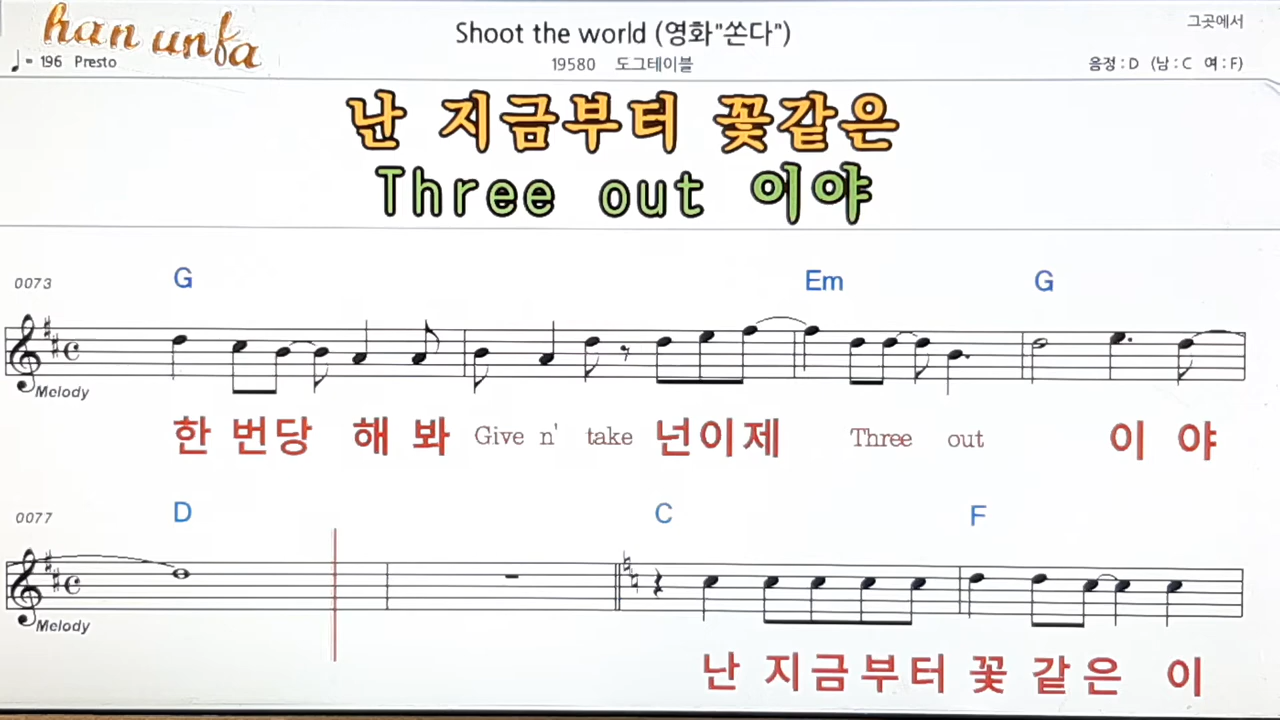 han unfa
Shoot the world (영화"쏜다")
그곳에서
♩= 196 Presto
19580 도그테이블
음정 : D (남 : C 여 : F)
난 지금부터 꽃같은
Three out 이야
0073 G Em G
Melody
한 번당 해 봐 Give n' take 넌이제 Three out 이 야
0077 D C F
Melody
난 지금부터 꽃 같은 이